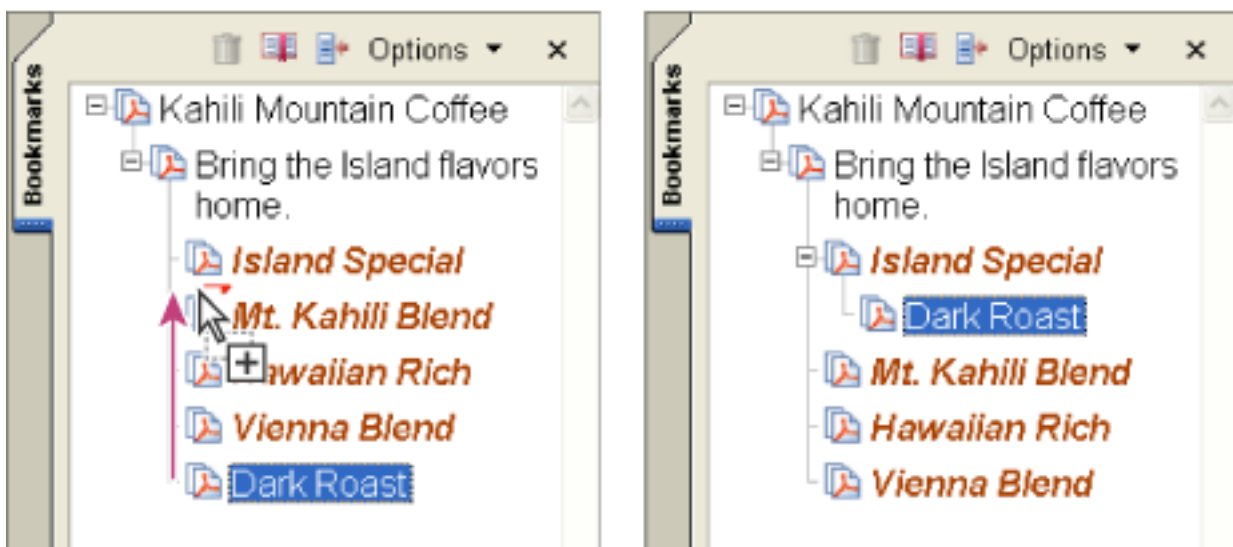 Bookmarks
Options
Kahili Mountain Coffee
Bring the Island flavors
home.
Island Special
Mt. Kahili Blend
awaiian Rich
Vienna Blend
Dark Roast
Bookmarks
Options
Kahili Mountain Coffee
Bring the Island flavors
home.
Island Special
Dark Roast
Mt. Kahili Blend
Hawaiian Rich
Vienna Blend